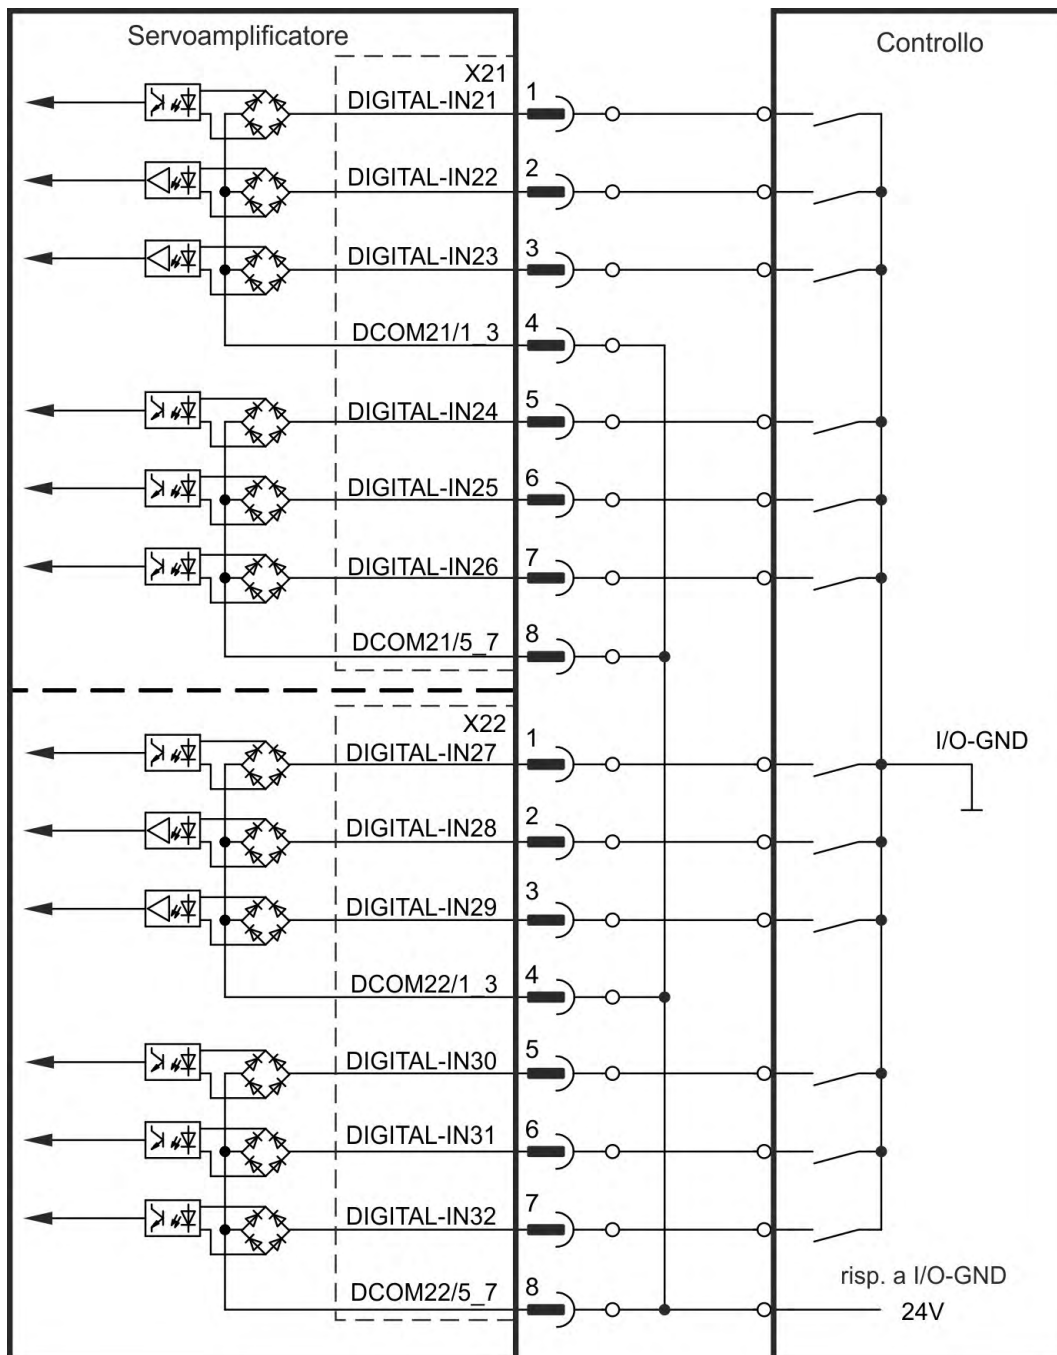 Servoamplificatore
Controllo
X21
DIGITAL-IN21 1
DIGITAL-IN22 2
DIGITAL-IN23 3
DCOM21/1_3 4
DIGITAL-IN24 5
DIGITAL-IN25 6
DIGITAL-IN26 7
DCOM21/5_7 8
X22
DIGITAL-IN27 1
I/O-GND
DIGITAL-IN28 2
DIGITAL-IN29 3
DCOM22/1_3 4
DIGITAL-IN30 5
DIGITAL-IN31 6
DIGITAL-IN32 7
risp. a I/O-GND
DCOM22/5_7 8
24V